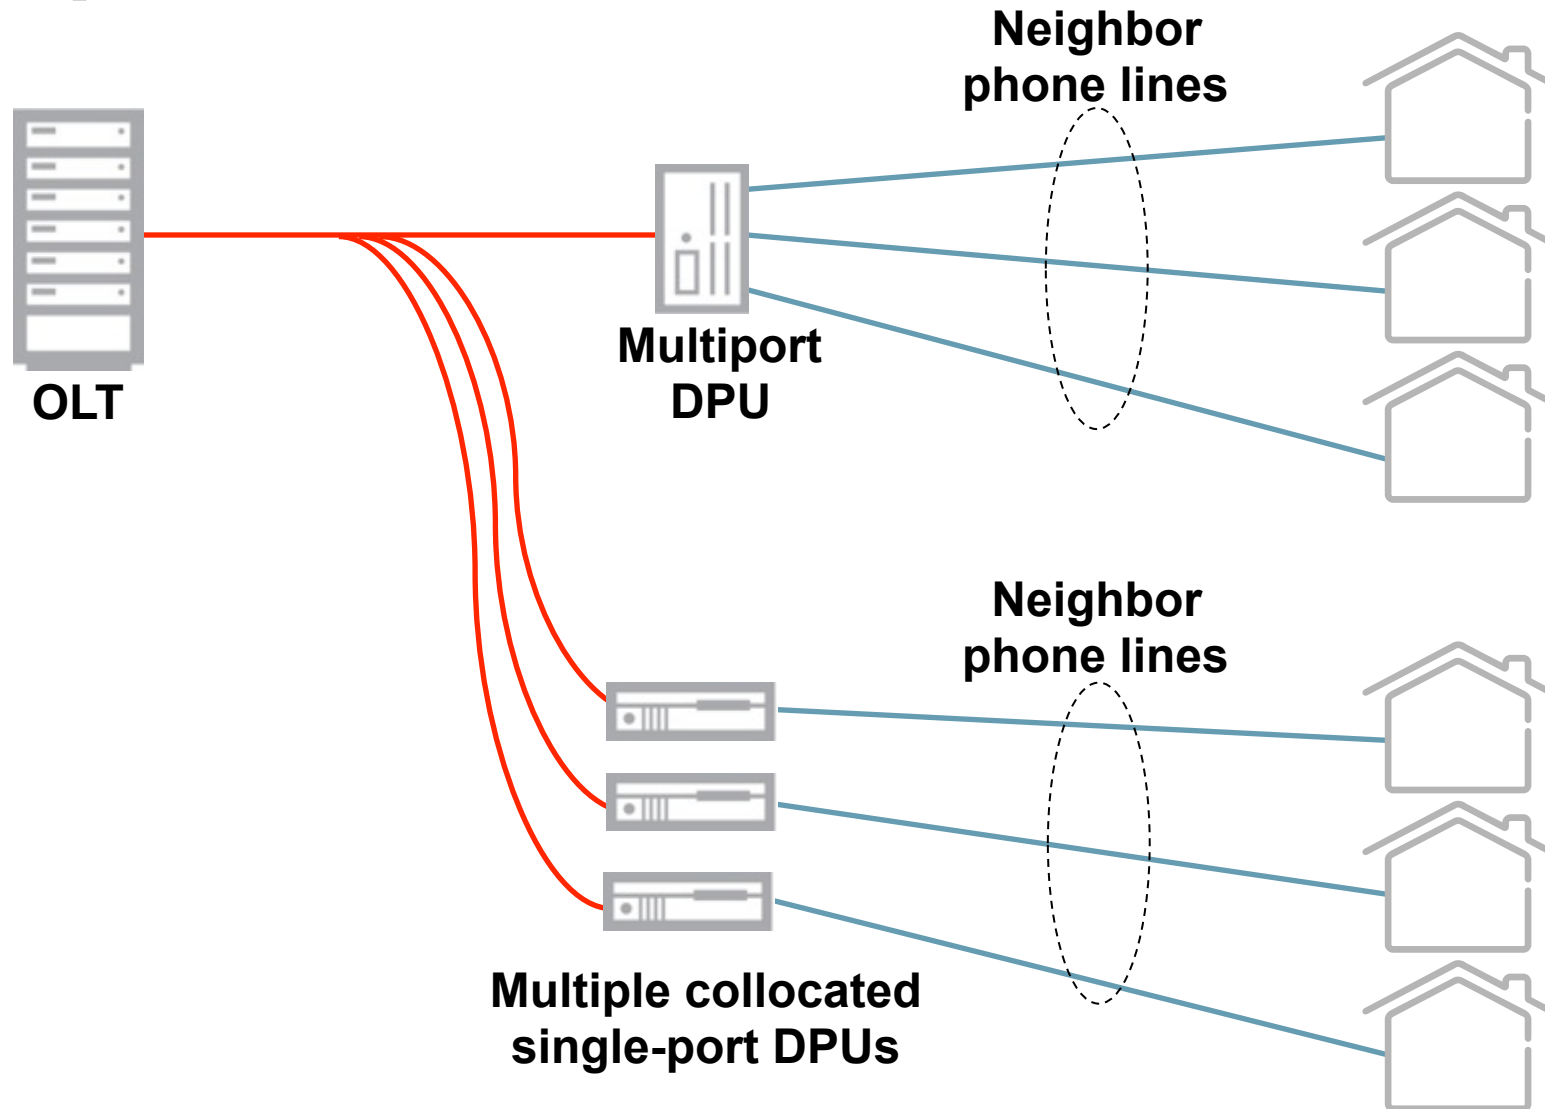 Neighbor
phone lines
OLT
Multiport
DPU
Neighbor
phone lines
Multiple collocated
single-port DPUs